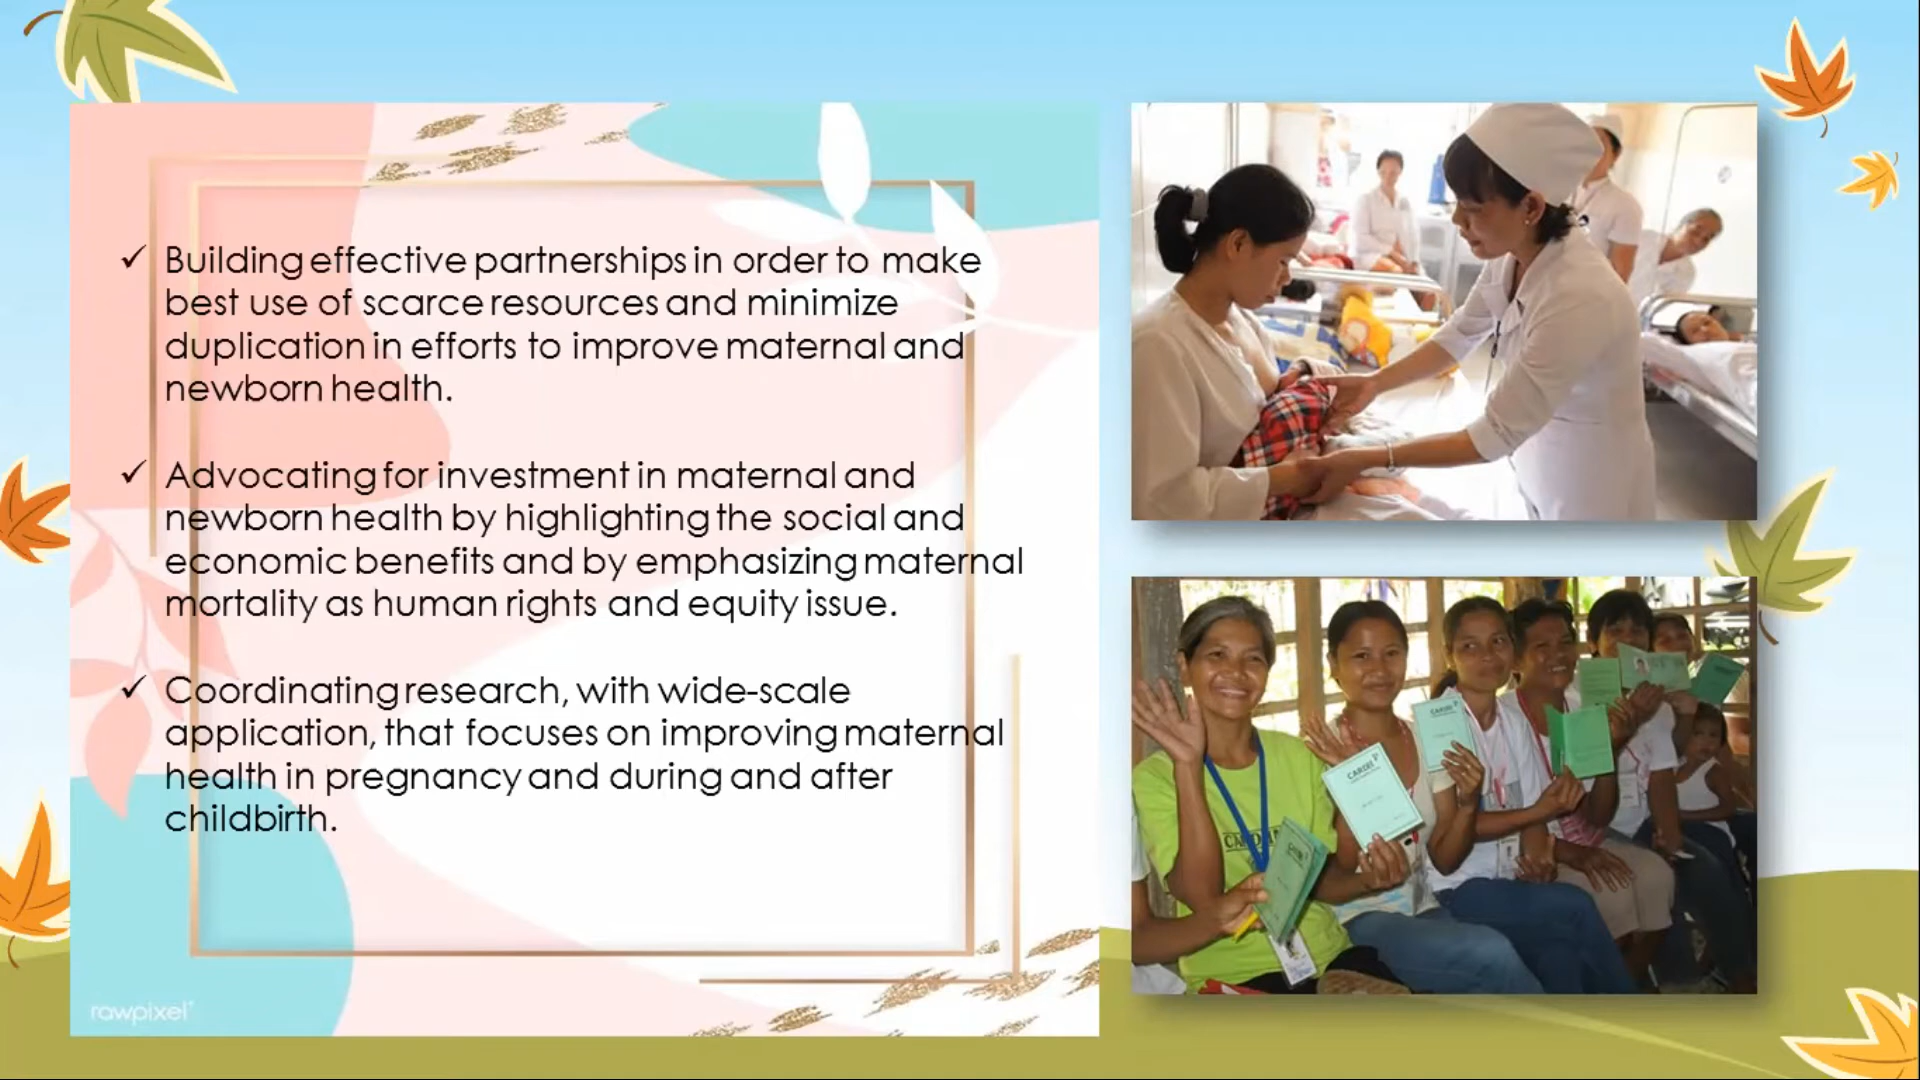 ✓ Building effective partnerships in order to make
best use of scarce resources and minimize
duplication in efforts to improve maternal and
newborn health.
✓ Advocating for investment in maternal and
newborn health by highlighting the social and
economic benefits and by emphasizing maternal
mortality as human rights and equity issue.
✓ Coordinating research, with wide-scale
application, that focuses on improving maternal
health in pregnancy and during and after
childbirth.
rawpixel